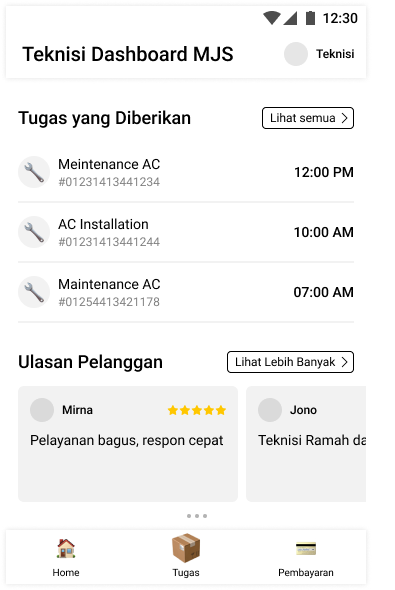 12:30
Teknisi Dashboard MJS
Teknisi
Tugas yang Diberikan
Lihat semua
Meintenance AC
#01231413441234
12:00 PM
AC Installation
#01231413441244
10:00 AM
Maintenance AC
#01254413421178
07:00 AM
Ulasan Pelanggan
Lihat Lebih Banyak
Mirna
Pelayanan bagus, respon cepat
Jono
Teknisi Ramah da
Home
Tugas
Pembayaran